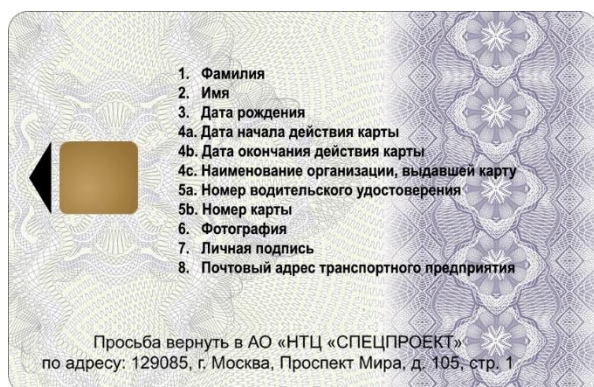 1. Фамилия
2. Имя
3. Дата рождения
4a. Дата начала действия карты
4b. Дата окончания действия карты
4c. Наименование организации, выдавшей карту
5a. Номер водительского удостоверения
5b. Номер карты
6. Фотография
7. Личная подпись
8. Почтовый адрес транспортного предприятия
Просьба вернуть в АО «НТЦ «СПЕЦПРОЕКТ»
по адресу: 129085, г. Москва, Проспект Мира, д. 105, стр. 1